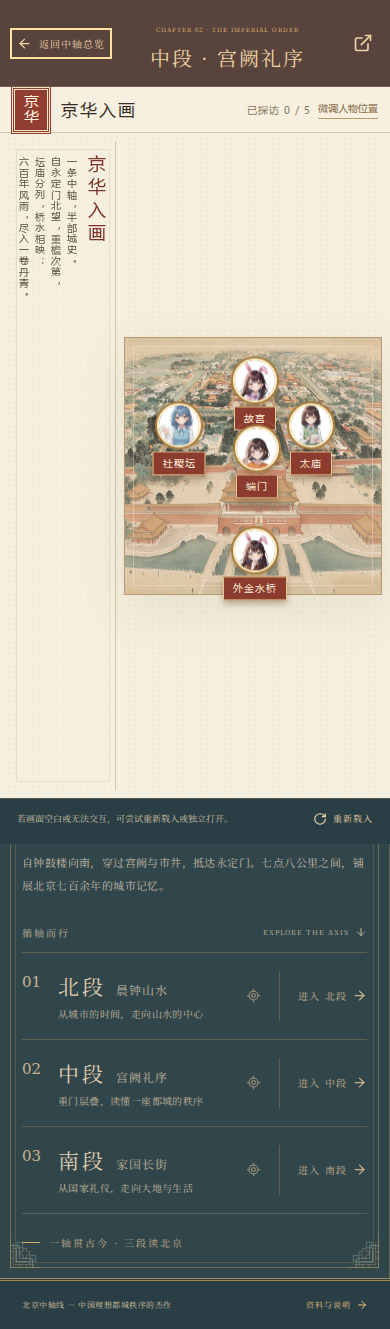 CHAPTER 02 · THE IMPERIAL ORDER
返回中轴总览
中段 · 宫阙礼序
京华
京华入画
已探访 0 / 5
微调人物位置
京华入画
一条中轴，半部城史。
自永定门北望，重檐次第，
坛庙分列，桥水相映；
六百年风雨，尽入一卷丹青。
故宫
社稷坛
太庙
端门
外金水桥
若画面空白或无法交互，可尝试重新载入或独立打开。
重新载入
自钟鼓楼向南，穿过宫阙与市井，抵达永定门。七点八公里之间，铺
展北京七百余年的城市记忆。
循轴而行
EXPLORE THE AXIS
01
北段 晨钟山水
从城市的时间，走向山水的中心
进入 北段
02
中段 宫阙礼序
重门层叠，读懂一座都城的秩序
进入 中段
03
南段 家国长街
从国家礼仪，走向大地与生活
进入 南段
一轴贯古今 · 三段读北京
北京中轴线 — 中国理想都城秩序的杰作
资料与说明